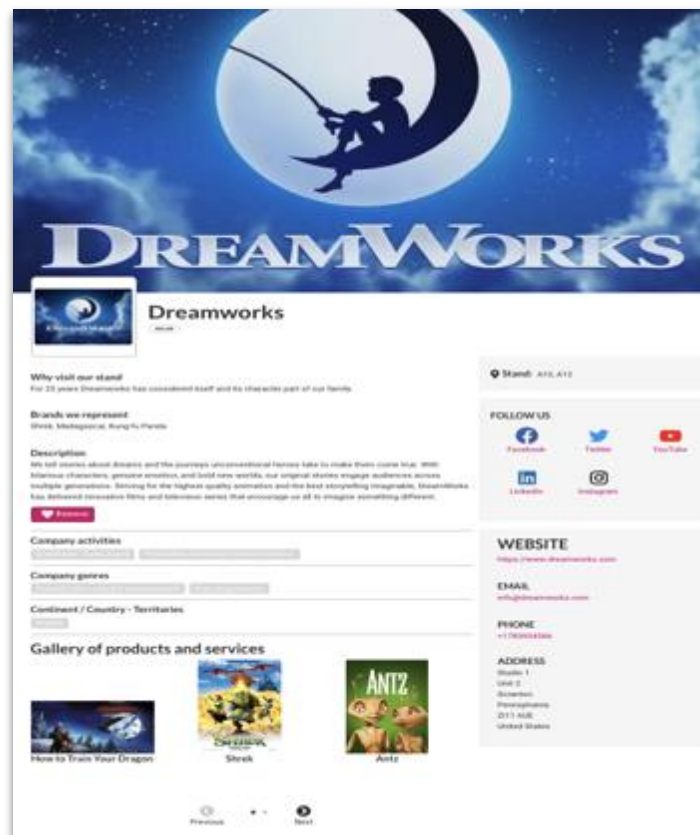 DREAMWORKS
Dreamworks
Why visit our stand
For 25 years Dreamworks has considered itself and its character part of our family.
Stand: A10, A12
Brands we represent
Shrek, Madagascar, Kung Fu Panda
FOLLOW US
Facebook
Twitter
YouTube
LinkedIn
Instagram
Description
We tell stories about dreams and the journeys unconventional heroes take to make them come true. With
hilarious characters, genuine emotion, and bold new worlds, our original stories engage audiences across
multiple generations. Striving for the highest quality animation and the best storytelling imaginable, DreamWorks
has delivered innovative films and television series that encourage us all to imagine something different.
Remove
Company activities
Company genres
Continent / Country - Territories
WEBSITE
https://www.dreamworks.com
EMAIL
info@dreamworks.com
PHONE
ADDRESS
Studio 1
Unit 2
Scranton
Pennsylvania
United States
Gallery of products and services
ANTZ
How to Train Your Dragon
Shrek
Antz
Previous
Next